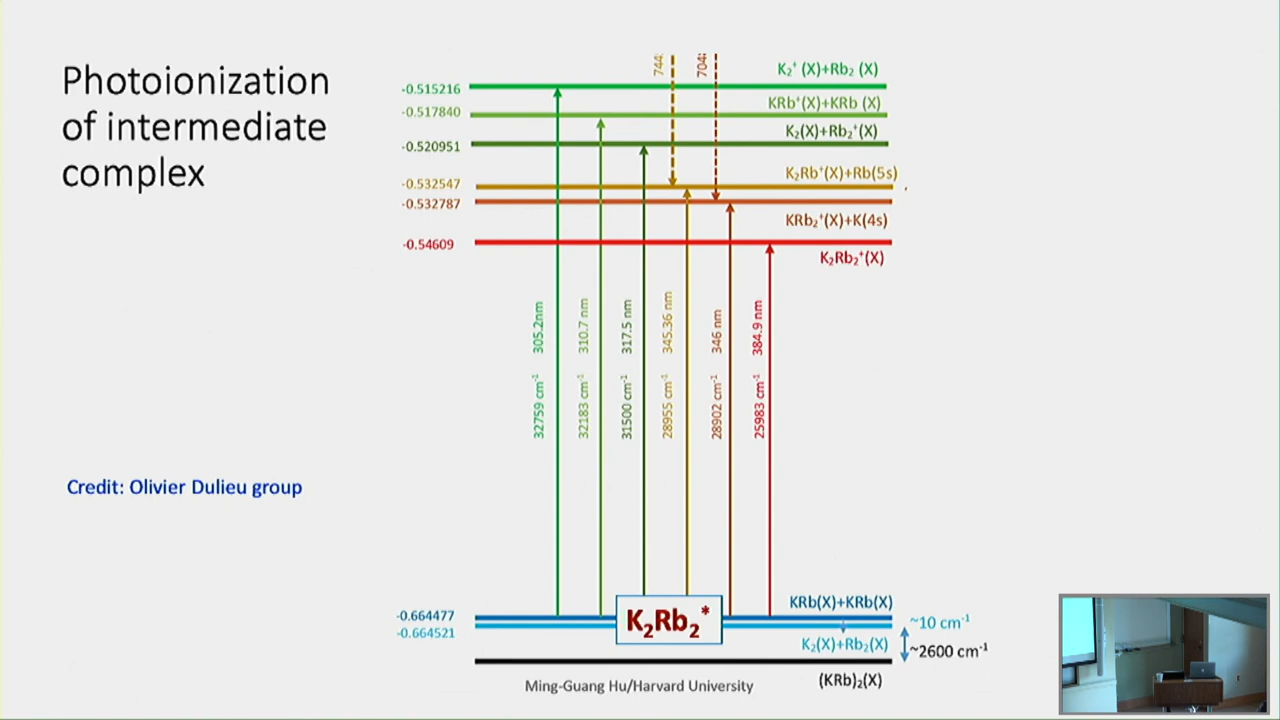 Photoionization
of intermediate
complex
Credit: Olivier Dulieu group
744
704
-0.515216
K₂⁺ (X)+Rb₂ (X)
-0.517840
KRb⁺(X)+KRb (X)
-0.520951
K₂(X)+Rb₂⁺(X)
-0.532547
K₂Rb⁺(X)+Rb(5s)
-0.532787
KRb₂⁺(X)+K(4s)
-0.54609
K₂Rb₂⁺(X)
32759 cm⁻¹ 305.2nm
32183 cm⁻¹ 310.7 nm
31500 cm⁻¹ 317.5 nm
28955 cm⁻¹ 345.36 nm
28902 cm⁻¹ 346 nm
25983 cm⁻¹ 384.9 nm
-0.664477
KRb(X)+KRb(X)
-0.664521
K₂Rb₂*
~10 cm⁻¹
K₂(X)+Rb₂(X)
~2600 cm⁻¹
(KRb)₂(X)
Ming-Guang Hu/Harvard University